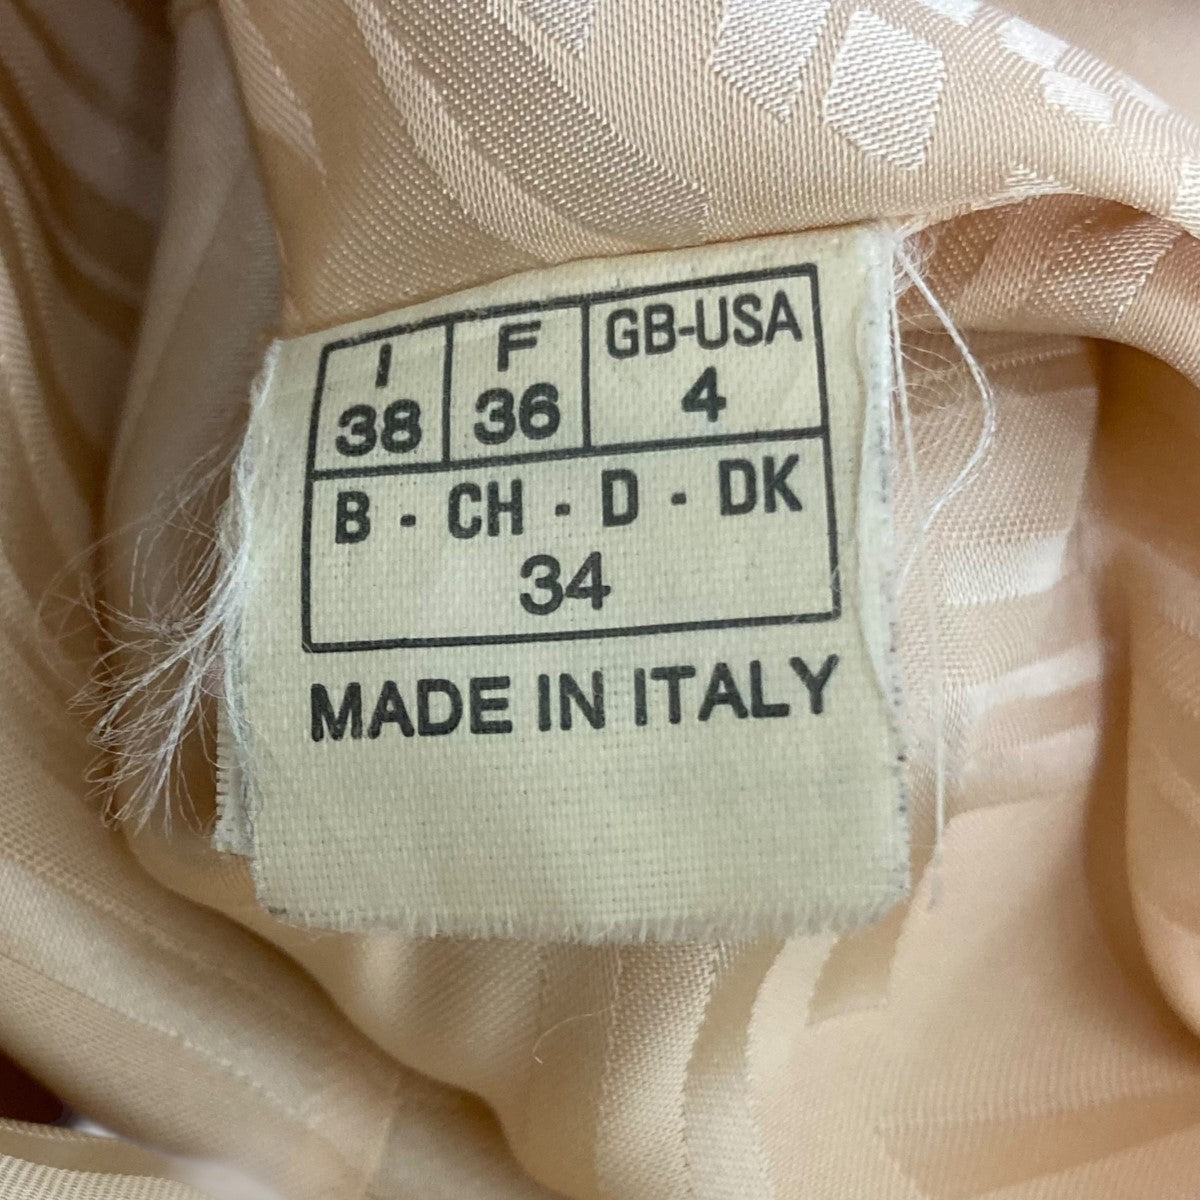 I F GB-USA
38 36 4
B - CH - D - DK
34
MADE IN ITALY